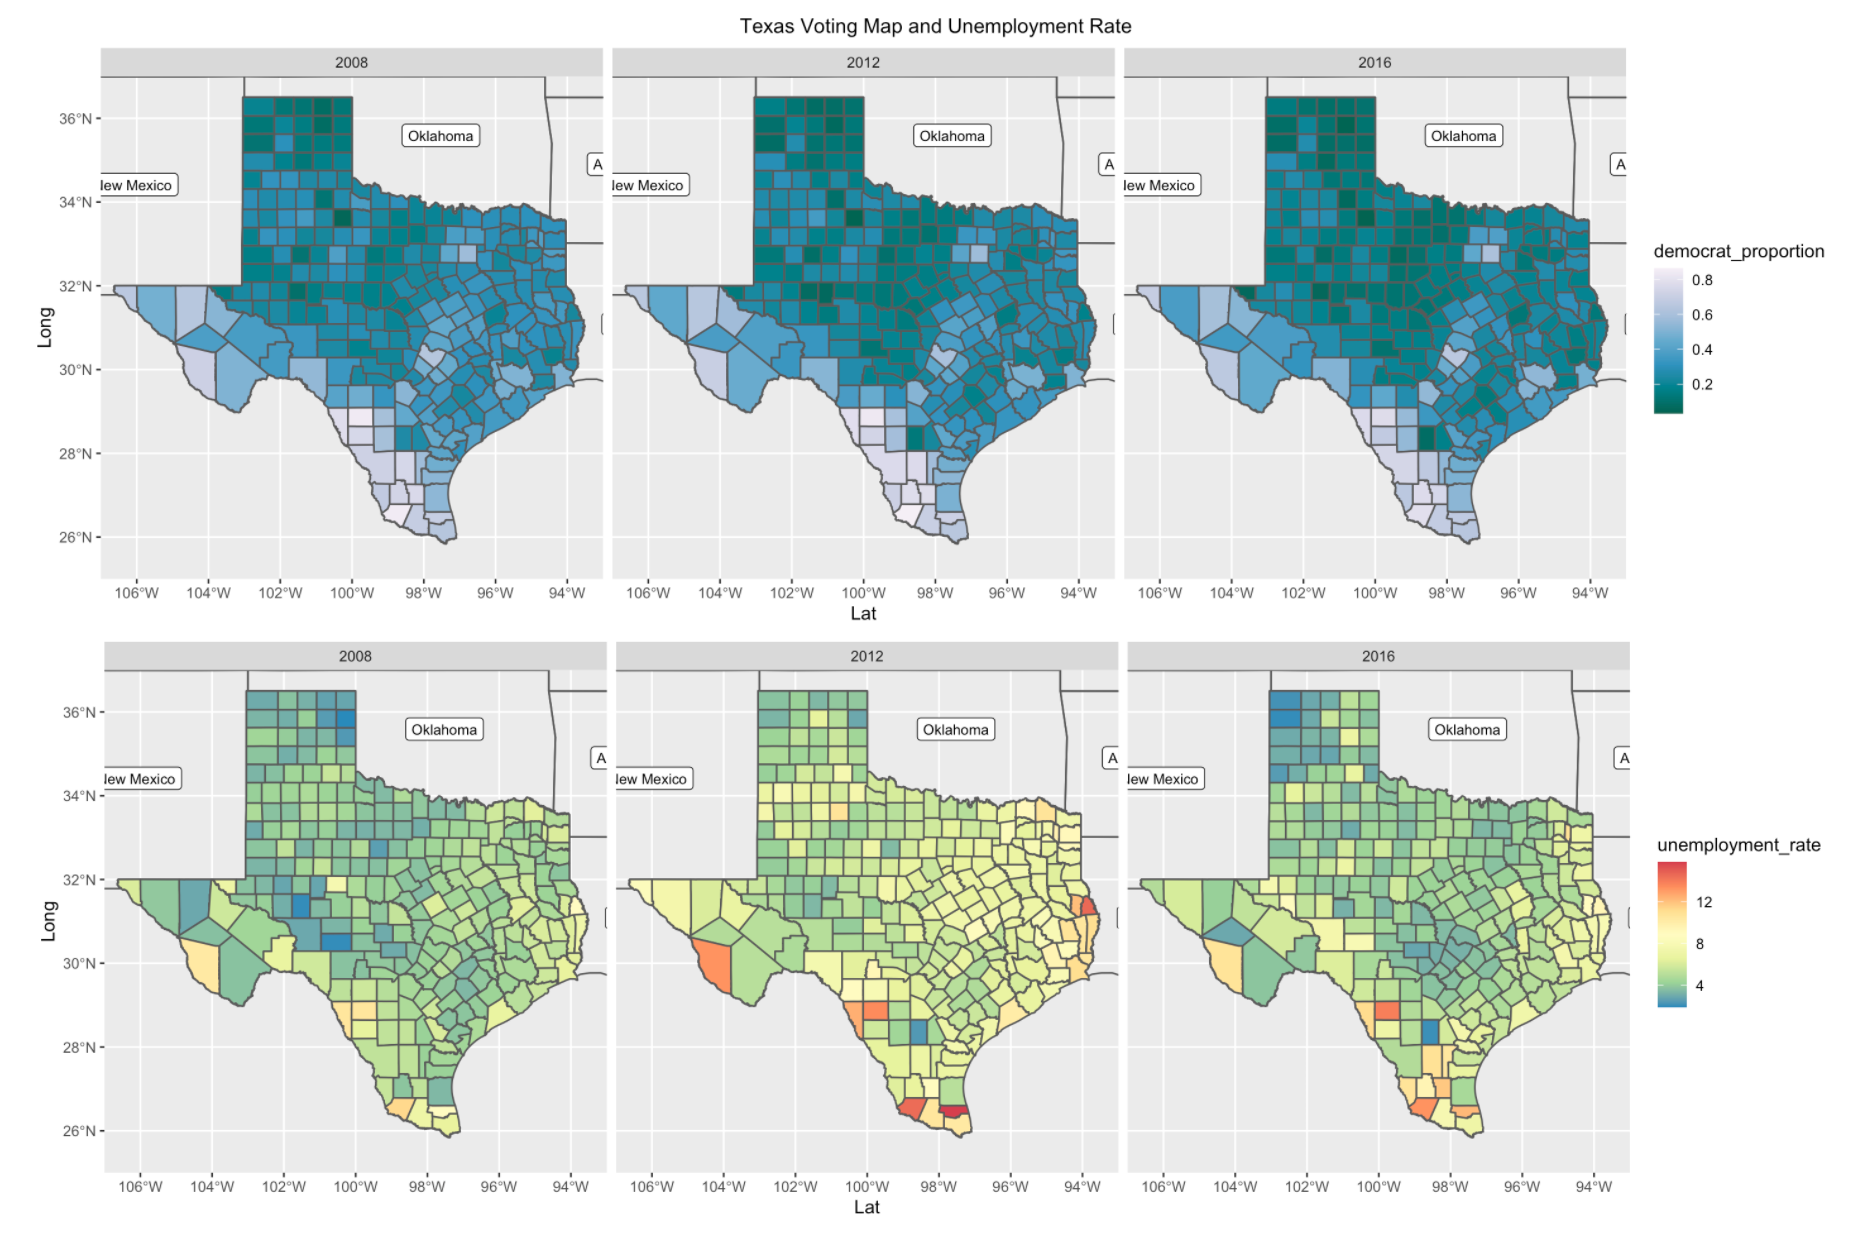 Texas Voting Map and Unemployment Rate
2008 2012 2016
36°N
34°N
32°N
30°N
28°N
26°N
Long
Oklahoma Oklahoma Oklahoma
A A A
lew Mexico lew Mexico lew Mexico
106°W 104°W 102°W 100°W 98°W 96°W 94°W 106°W 104°W 102°W 100°W 98°W 96°W 94°W 106°W 104°W 102°W 100°W 98°W 96°W 94°W
Lat
democrat_proportion
0.8
0.6
0.4
0.2
2008 2012 2016
36°N
34°N
32°N
30°N
28°N
26°N
Long
Oklahoma Oklahoma Oklahoma
A A A
lew Mexico lew Mexico lew Mexico
106°W 104°W 102°W 100°W 98°W 96°W 94°W 106°W 104°W 102°W 100°W 98°W 96°W 94°W 106°W 104°W 102°W 100°W 98°W 96°W 94°W
Lat
unemployment_rate
12
8
4